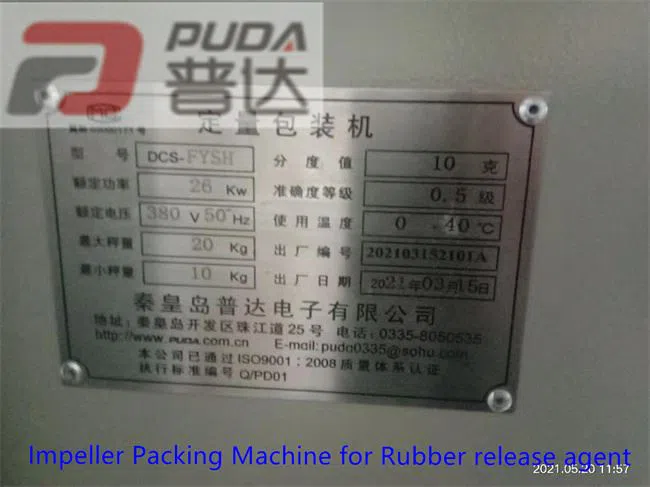 PUDA
普达
定量包装机
型 号 DCS-FYSH 分度值 10 克
额定功率 26 Kw 准确度等级 0.5 级
额定电压 380 V 50 Hz 使用温度 0 - 40 ℃
最大秤量 20 Kg 出厂编号 202103152101A
最小秤量 10 Kg 出厂日期 2021年03月15日
秦皇岛普达电子有限公司
地址: 秦皇岛开发区珠江道25号 电话: 0335-8050535
http://www.PUDA.com.cn E-mail: puda0335@sohu.com
本公司已通过ISO9001:2008质量体系认证
执行标准编号 Q/PD01
Impeller Packing Machine for Rubber release agent
2021.05.20 11:57